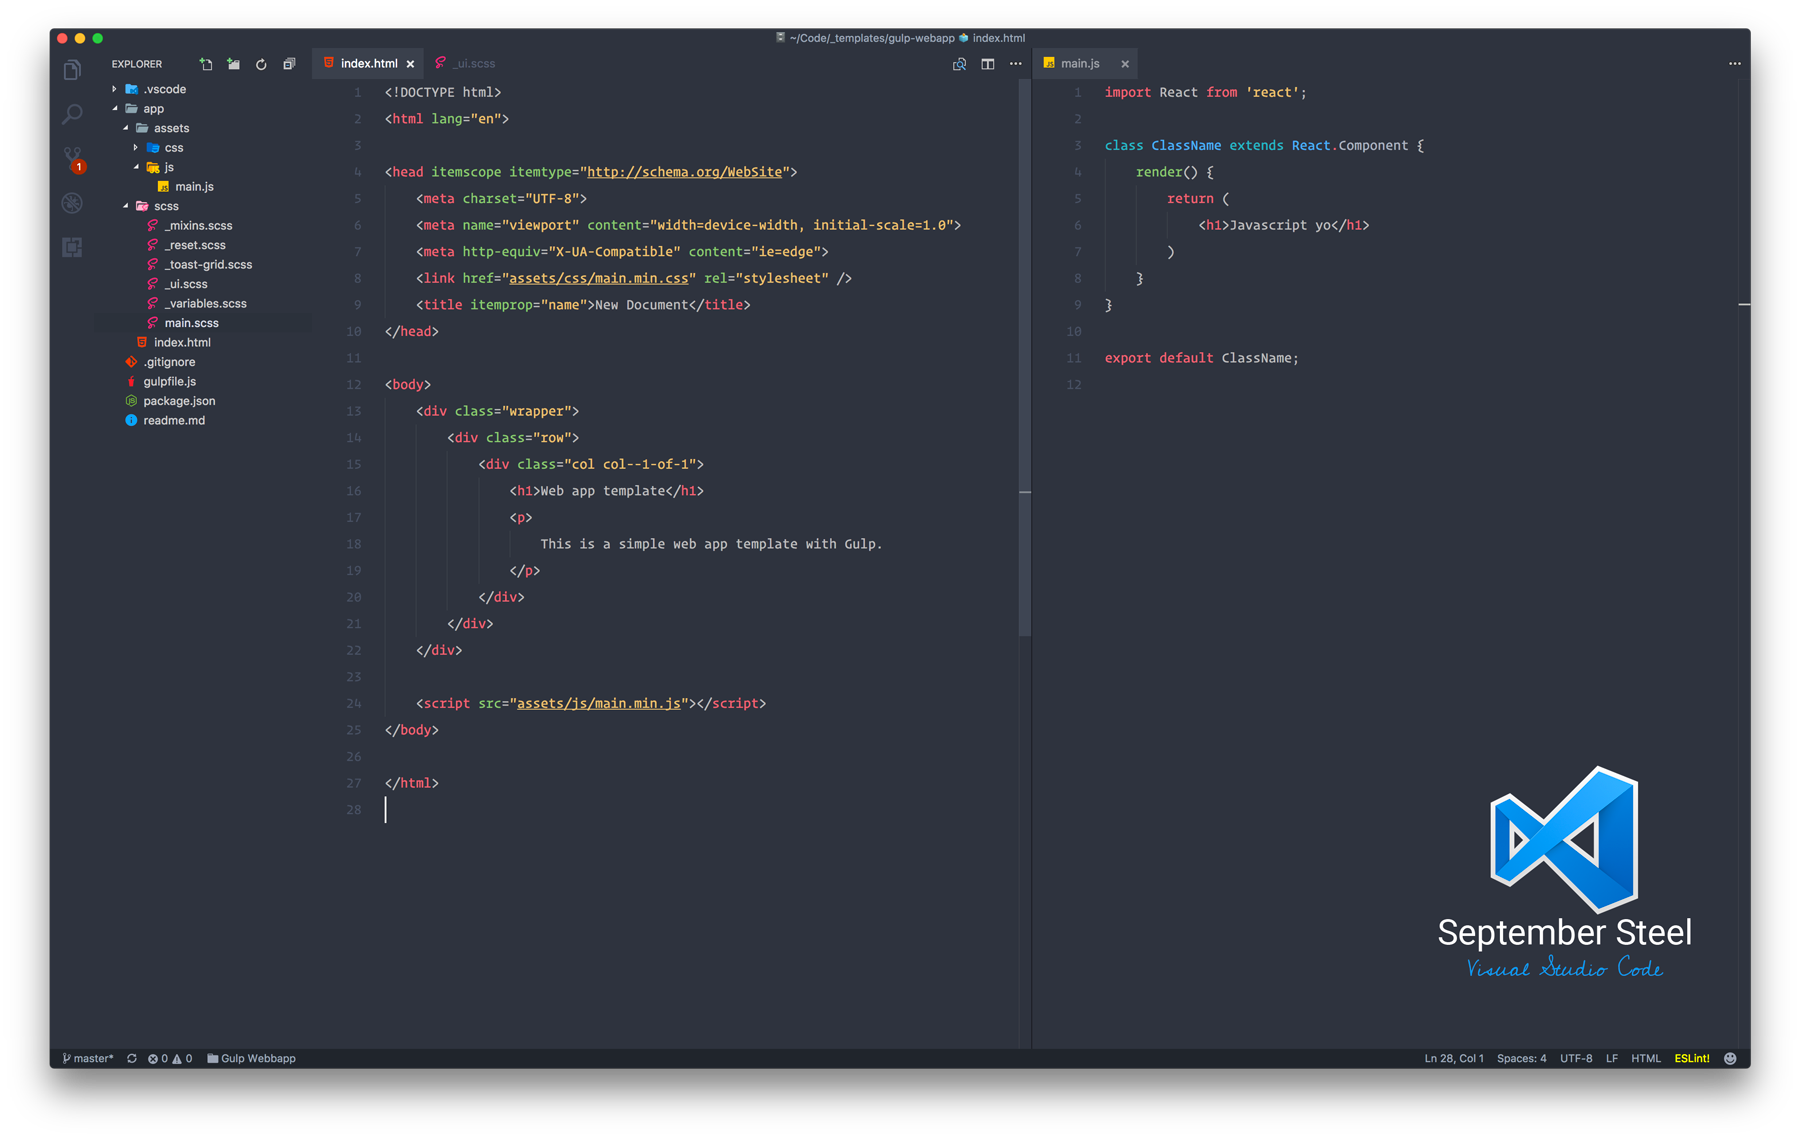 ~/Code/_templates/gulp-webapp index.html
EXPLORER
.vscode
app
assets
css
js
main.js
scss
_mixins.scss
_reset.scss
_toast-grid.scss
_ui.scss
_variables.scss
main.scss
index.html
.gitignore
gulpfile.js
package.json
readme.md
1
index.html
_ui.scss
1 <!DOCTYPE html>
2 <html lang="en">
3
4 <head itemscope itemtype="http://schema.org/WebSite">
5 <meta charset="UTF-8">
6 <meta name="viewport" content="width=device-width, initial-scale=1.0">
7 <meta http-equiv="X-UA-Compatible" content="ie=edge">
8 <link href="assets/css/main.min.css" rel="stylesheet" />
9 <title itemprop="name">New Document</title>
10 </head>
11
12 <body>
13 <div class="wrapper">
14 <div class="row">
15 <div class="col col--1-of-1">
16 <h1>Web app template</h1>
17 <p>
18 This is a simple web app template with Gulp.
19 </p>
20 </div>
21 </div>
22 </div>
23
24 <script src="assets/js/main.min.js"></script>
25 </body>
26
27 </html>
28
main.js
1 import React from 'react';
2
3 class ClassName extends React.Component {
4 render() {
5 return (
6 <h1>Javascript yo</h1>
7 )
8 }
9 }
10
11 export default ClassName;
12
September Steel
Visual Studio Code
master* 0 0 Gulp Webbapp
Ln 28, Col 1 Spaces: 4 UTF-8 LF HTML ESLint!